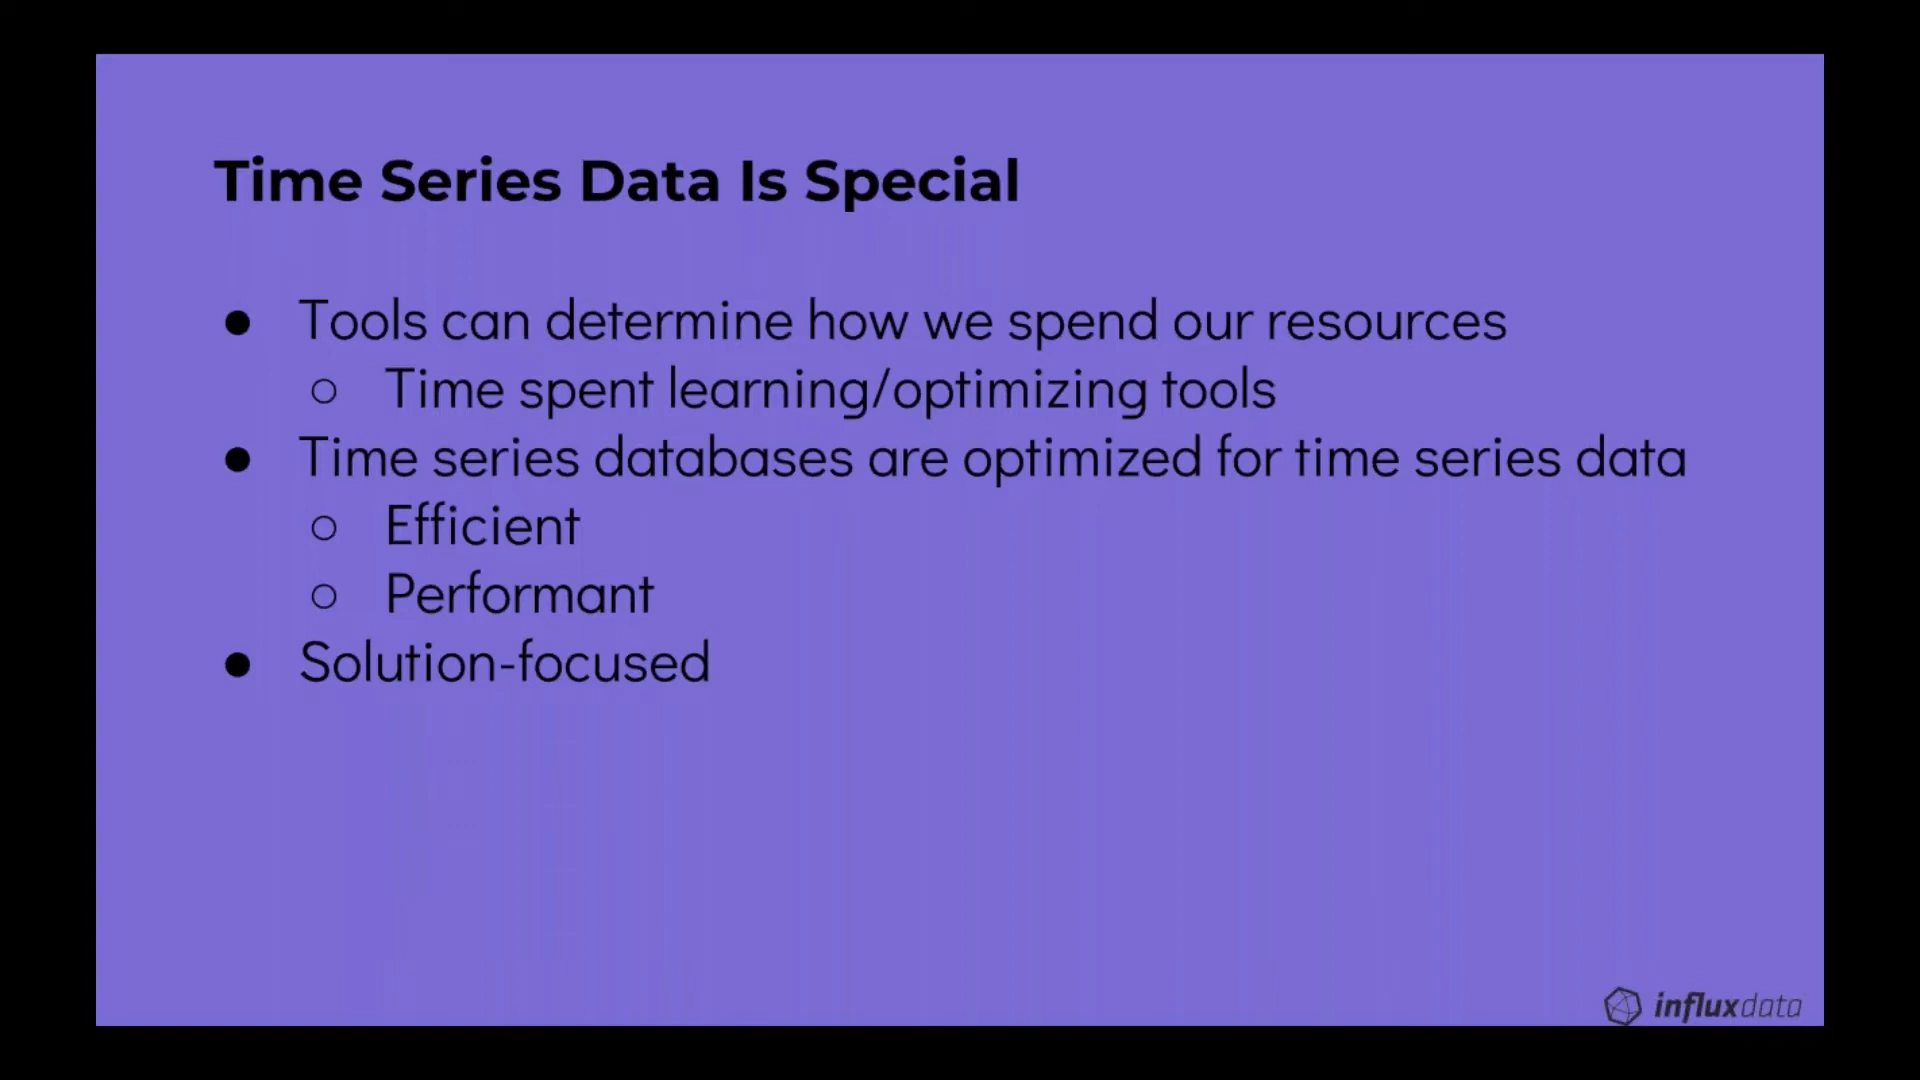 Time Series Data Is Special
● Tools can determine how we spend our resources
○ Time spent learning/optimizing tools
● Time series databases are optimized for time series data
○ Efficient
○ Performant
● Solution-focused
influxdata